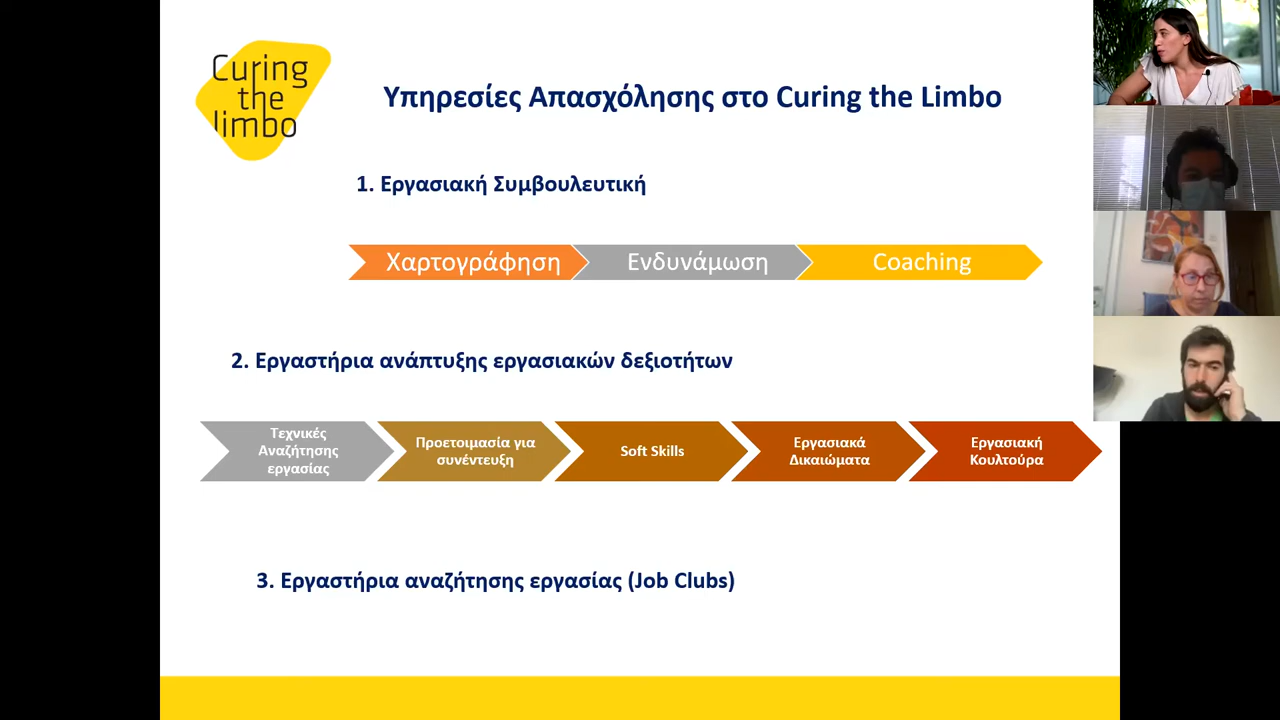 Curing
the
limbo
Υπηρεσίες Απασχόλησης στο Curing the Limbo
1. Εργασιακή Συμβουλευτική
Χαρτογράφηση
Ενδυνάμωση
Coaching
2. Εργαστήρια ανάπτυξης εργασιακών δεξιοτήτων
Τεχνικές
Αναζήτησης
εργασίας
Προετοιμασία για
συνέντευξη
Soft Skills
Εργασιακά
Δικαιώματα
Εργασιακή
Κουλτούρα
3. Εργαστήρια αναζήτησης εργασίας (Job Clubs)